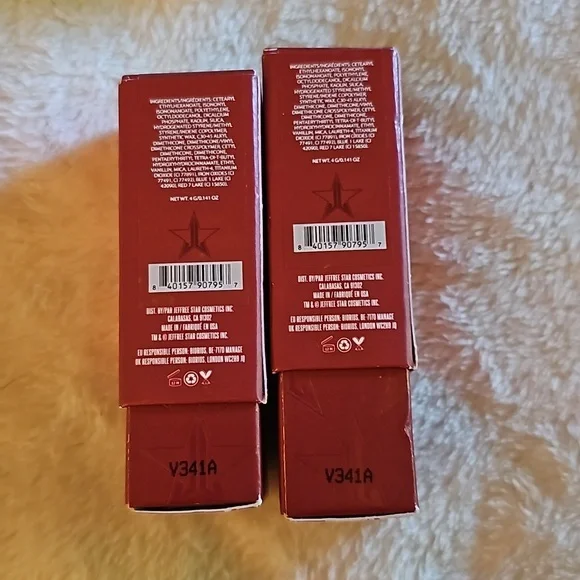 INGREDIENTS/INGRÉDIENTS: CETEARYL
ETHYLHEXANOATE, ISONONYL
ISONONANOATE, POLYETHYLENE,
OCTYLDODECANOL, DICALCIUM
PHOSPHATE, KAOLIN, SILICA,
HYDROGENATED STYRENE/METHYL
STYRENE/INDENE COPOLYMER,
SYNTHETIC WAX, C30-45 ALKYL
DIMETHICONE, DIMETHICONE/VINYL
DIMETHICONE CROSSPOLYMER, CETYL
DIMETHICONE, DIMETHICONE,
PENTAERYTHRITYL TETRA-DI-T-BUTYL
HYDROXYHYDROCINNAMATE, ETHYL
VANILLIN, MICA, LAURETH-4, TITANIUM
DIOXIDE (CI 77891), IRON OXIDES (CI
77491, CI 77492), BLUE 1 LAKE (CI
42090), RED 7 LAKE (CI 15850).
NET WT. 4 G/0.141 OZ
8 40157 90795 7
DIST. BY/PAR JEFFREE STAR COSMETICS INC.
CALABASAS, CA 91302
MADE IN / FABRIQUÉ EN USA
TM & © JEFFREE STAR COSMETICS INC.
EU RESPONSIBLE PERSON: BIORIUS, BE-7170 MANAGE
UK RESPONSIBLE PERSON: BIORIUS, LONDON WC2H9 JQ
V341A
INGREDIENTS/INGRÉDIENTS: CETEARYL
ETHYLHEXANOATE, ISONONYL
ISONONANOATE, POLYETHYLENE,
OCTYLDODECANOL, DICALCIUM
PHOSPHATE, KAOLIN, SILICA,
HYDROGENATED STYRENE/METHYL
STYRENE/INDENE COPOLYMER,
SYNTHETIC WAX, C30-45 ALKYL
DIMETHICONE, DIMETHICONE/VINYL
DIMETHICONE CROSSPOLYMER, CETYL
DIMETHICONE, DIMETHICONE,
PENTAERYTHRITYL TETRA-DI-T-BUTYL
HYDROXYHYDROCINNAMATE, ETHYL
VANILLIN, MICA, LAURETH-4, TITANIUM
DIOXIDE (CI 77891), IRON OXIDES (CI
77491, CI 77492), BLUE 1 LAKE (CI
42090), RED 7 LAKE (CI 15850).
NET WT. 4 G/0.141 OZ
8 40157 90795 7
DIST. BY/PAR JEFFREE STAR COSMETICS INC.
CALABASAS, CA 91302
MADE IN / FABRIQUÉ EN USA
TM & © JEFFREE STAR COSMETICS INC.
EU RESPONSIBLE PERSON: BIORIUS, BE-7170 MANAGE
UK RESPONSIBLE PERSON: BIORIUS, LONDON WC2H9 JQ
V341A